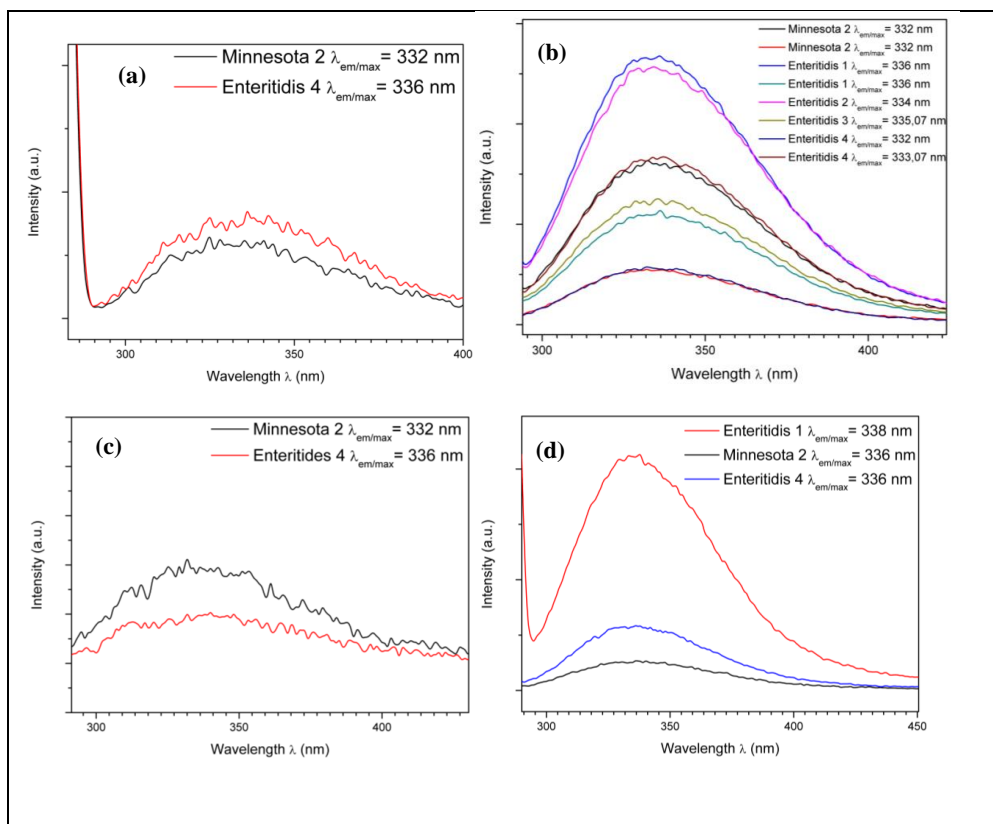 (a)
Minnesota 2 λem/max= 332 nm
Enteritidis 4 λem/max= 336 nm
Intensity (a.u.)
300 350 400
Wavelength λ (nm)
(b)
Minnesota 2 λem/max= 332 nm
Minnesota 2 λem/max= 332 nm
Enteritidis 1 λem/max= 336 nm
Enteritidis 1 λem/max= 336 nm
Enteritidis 2 λem/max= 334 nm
Enteritidis 3 λem/max= 335,07 nm
Enteritidis 4 λem/max= 332 nm
Enteritidis 4 λem/max= 333,07 nm
Intensity (a.u.)
300 350 400
Wavelength λ (nm)
(c)
Minnesota 2 λem/max= 332 nm
Enteritides 4 λem/max= 336 nm
Intensity (a.u.)
300 350 400
Wavelength λ (nm)
(d)
Enteritidis 1 λem/max= 338 nm
Minnesota 2 λem/max= 336 nm
Enteritidis 4 λem/max= 336 nm
Intensity (a.u.)
300 350 400 450
Wavelength λ (nm)